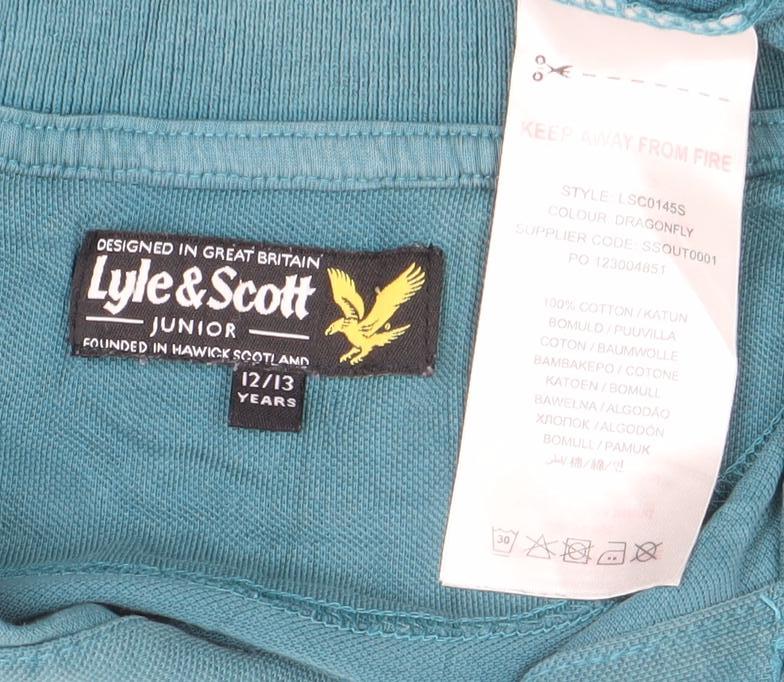 DESIGNED IN GREAT BRITAIN
Lyle & Scott
JUNIOR
FOUNDED IN HAWICK SCOTLAND
12/13
YEARS
KEEP AWAY FROM FIRE
STYLE: LSC0145S
COLOUR: DRAGONFLY
SUPPLIER CODE: SSOUT0001
PO 123004851
100% COTTON / KATUN
BOMULD / PUUVILLA
COTON / BAUMWOLLE
ΒΑΜΒΑΚΕΡΟ / COTONE
KATOEN / BOMULL
BAWEŁNA / ALGODÃO
ХЛОПОК / ALGODÓN
BOMULL / PAMUK
30